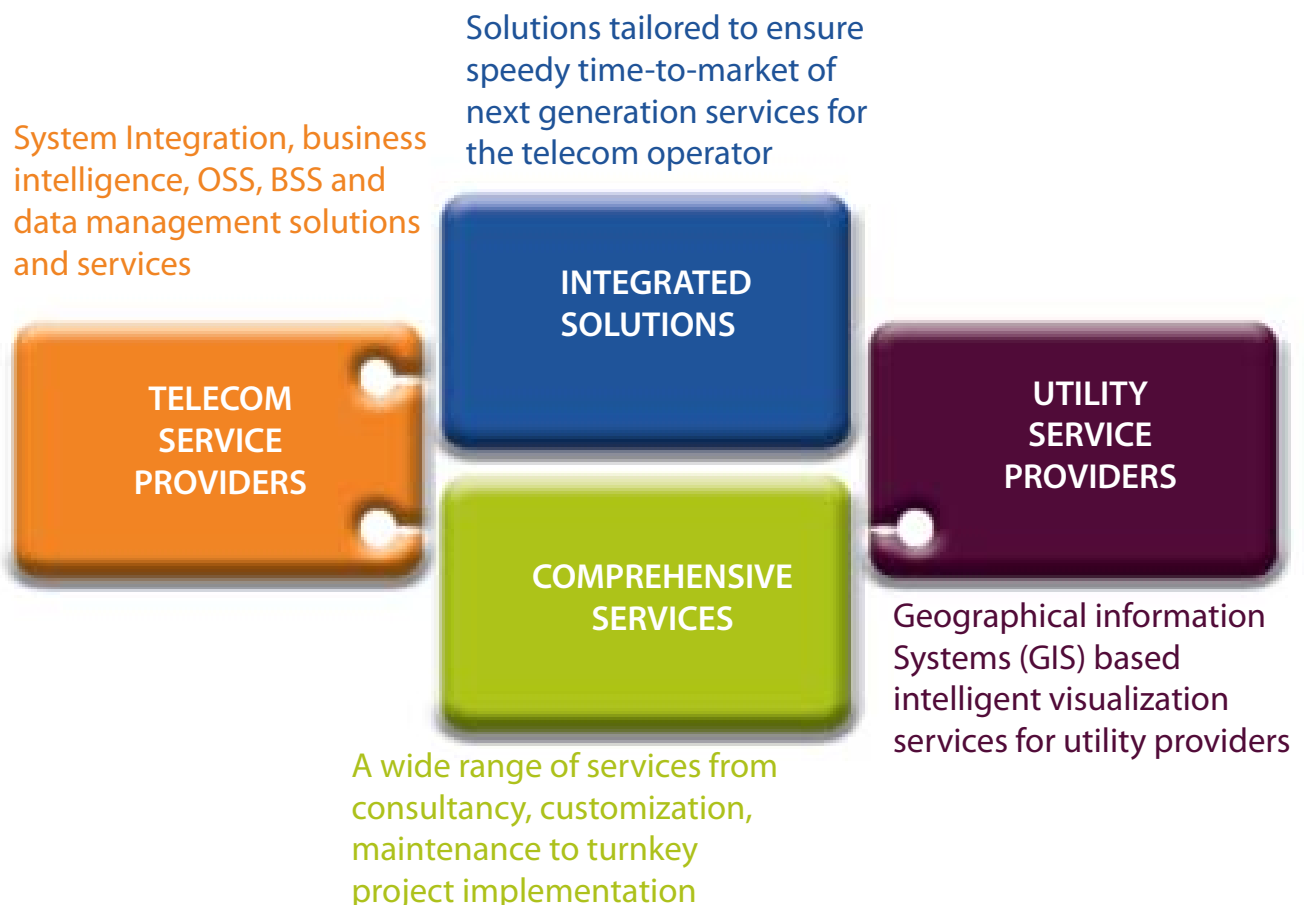 Solutions tailored to ensure
speedy time-to-market of
next generation services for
the telecom operator
System Integration, business
intelligence, OSS, BSS and
data management solutions
and services
INTEGRATED
SOLUTIONS
TELECOM
SERVICE
PROVIDERS
UTILITY
SERVICE
PROVIDERS
COMPREHENSIVE
SERVICES
Geographical information
Systems (GIS) based
intelligent visualization
services for utility providers
A wide range of services from
consultancy, customization,
maintenance to turnkey
project implementation